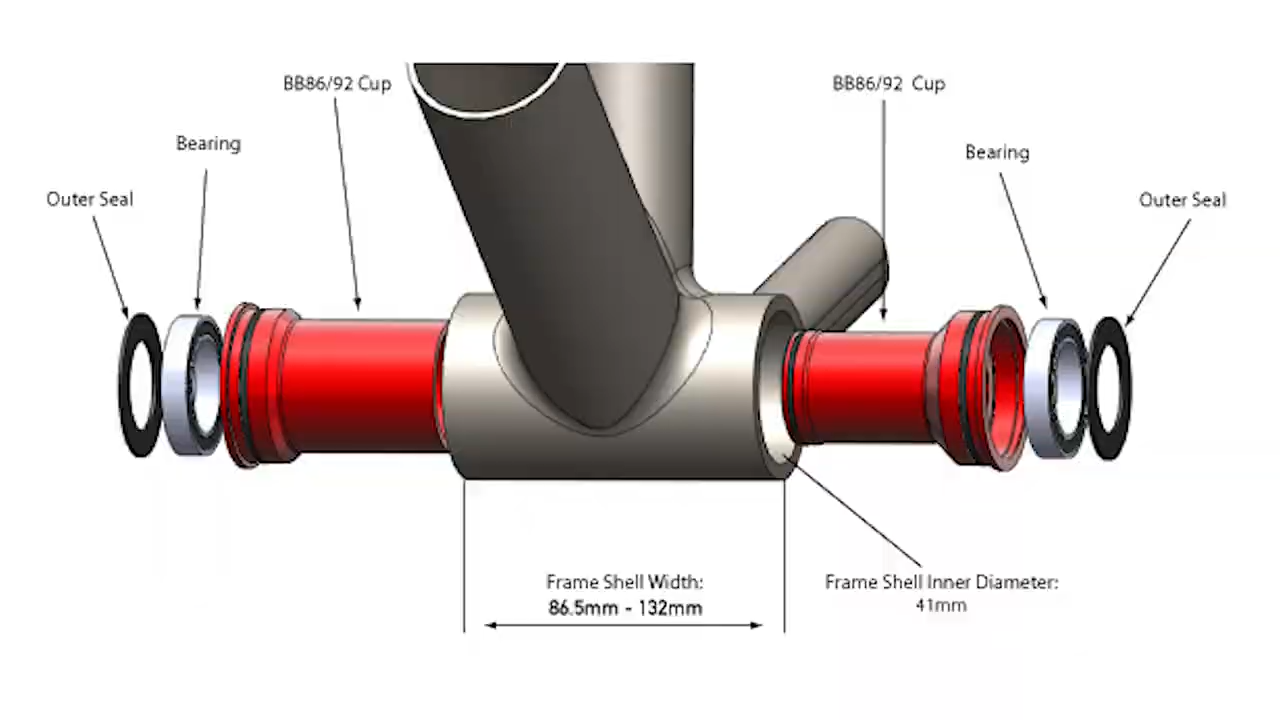 BB86/92 Cup
BB86/92 Cup
Bearing
Bearing
Outer Seal
Outer Seal
Frame Shell Width:
86.5mm - 132mm
Frame Shell Inner Diameter:
41mm